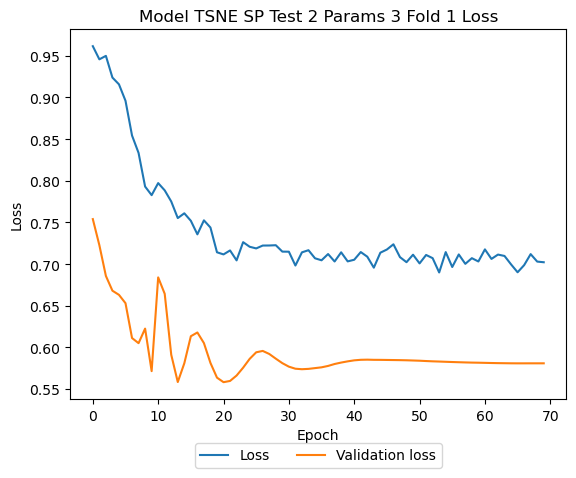 Model TSNE SP Test 2 Params 3 Fold 1 Loss
0.95
0.90
0.85
0.80
0.75
0.70
0.65
0.60
0.55
Loss
0 10 20 30 40 50 60 70
Epoch
Loss Validation loss